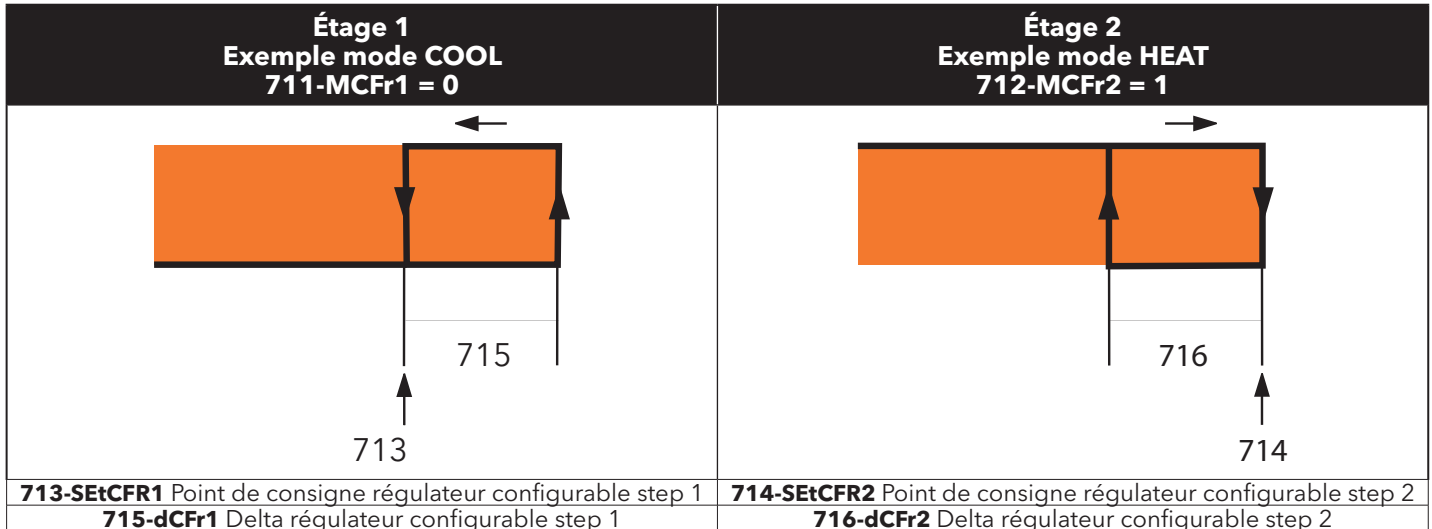 Étage 1
Exemple mode COOL
711-MCFr1 = 0
Étage 2
Exemple mode HEAT
712-MCFr2 = 1
715
713
716
714
713-SEtCFR1 Point de consigne régulateur configurable step 1
714-SEtCFR2 Point de consigne régulateur configurable step 2
715-dCFr1 Delta régulateur configurable step 1
716-dCFr2 Delta régulateur configurable step 2